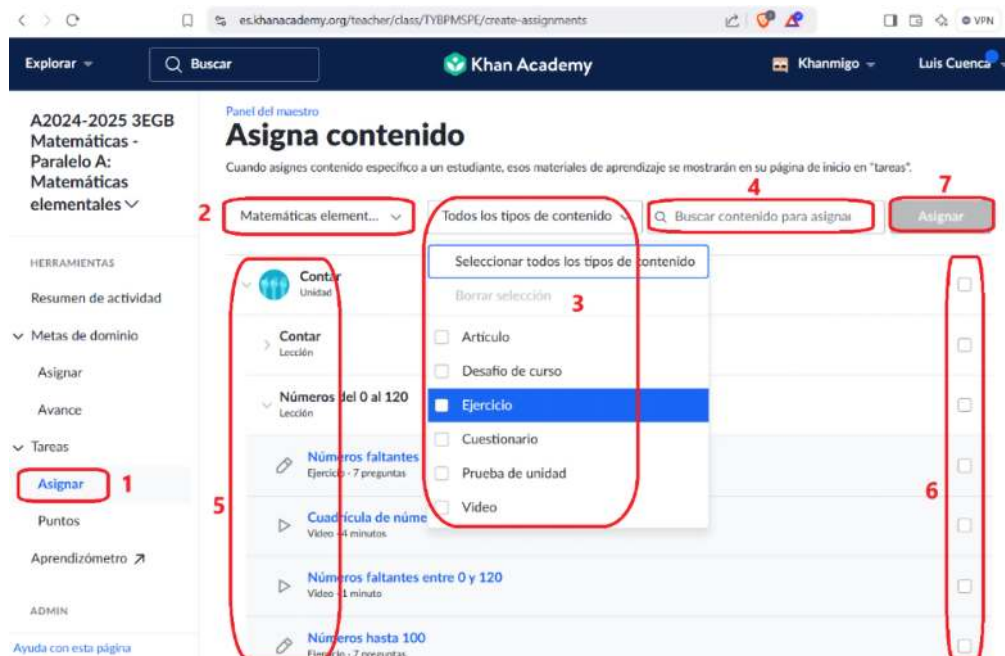 es.khanacademy.org/teacher/class/TYBPMSPE/create-assignments
VPN
Explorar
Buscar
Khan Academy
Khanmigo
Luis Cuenca
A2024-2025 3EGB
Matemáticas -
Paralelo A:
Matemáticas
elementales
HERRAMIENTAS
Resumen de actividad
Metas de dominio
Asignar
Avance
Tareas
Asignar
1
Puntos
Aprendizómetro
ADMIN
Ayuda con esta página
Panel del maestro
Asigna contenido
Cuando asignes contenido específico a un estudiante, esos materiales de aprendizaje se mostrarán en su página de inicio en "tareas".
4
7
2
Matemáticas element...
Todos los tipos de contenido
Buscar contenido para asignar
Asignar
Seleccionar todos los tipos de contenido
Borrar selección
3
Artículo
Desafío de curso
Ejercicio
Cuestionario
Prueba de unidad
Video
Contar
Unidad
Contar
Lección
Números del 0 al 120
Lección
Números faltantes
Ejercicio · 7 preguntas
5
6
Cuadrícula de núme
Video · 4 minutos
Números faltantes entre 0 y 120
Video · 1 minuto
Números hasta 100
Ejercicio · 7 preguntas